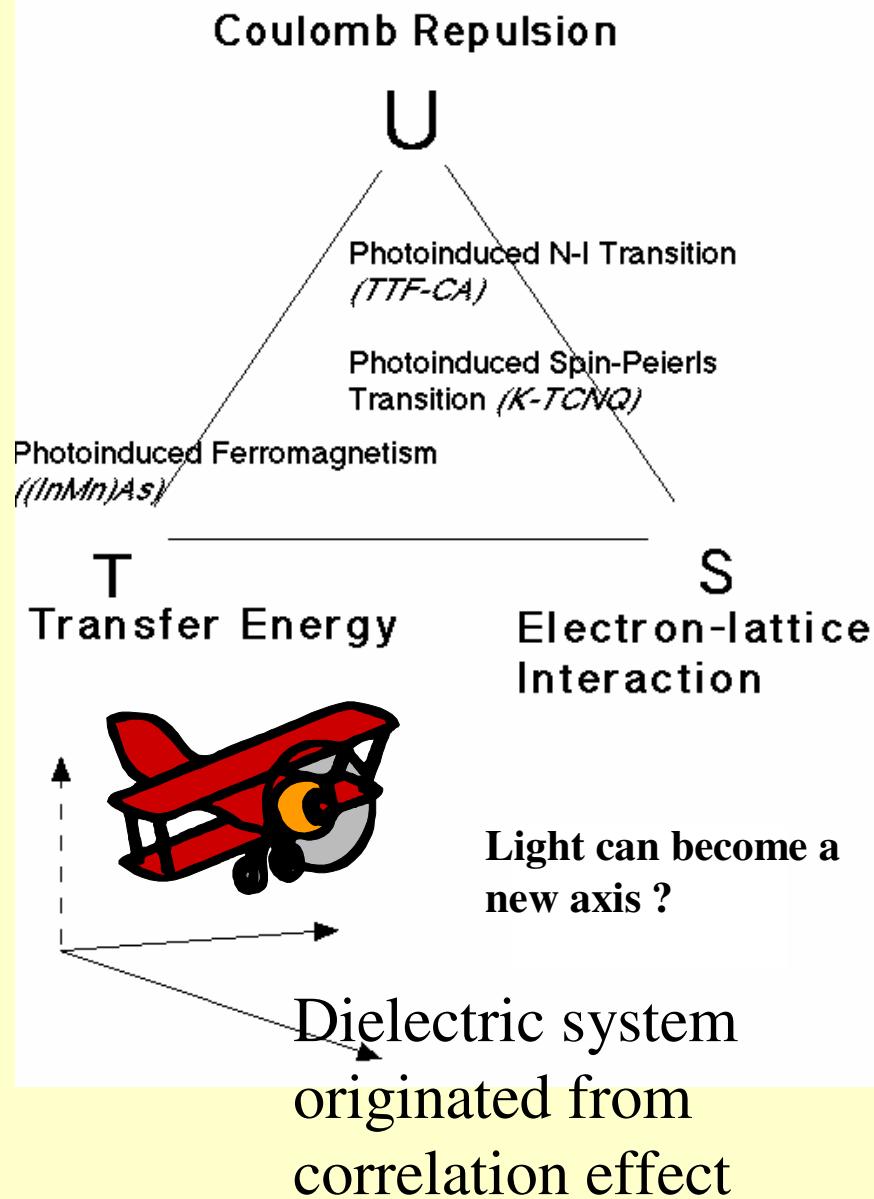 Coulomb Repulsion
U
Photoinduced N-I Transition
(TTF-CA)
Photoinduced Spin-Peierls
Transition (K-TCNQ)
Photoinduced Ferromagnetism
((InMn)As)
T
Transfer Energy
S
Electron-lattice
Interaction
Light can become a
new axis ?
Dielectric system
originated from
correlation effect